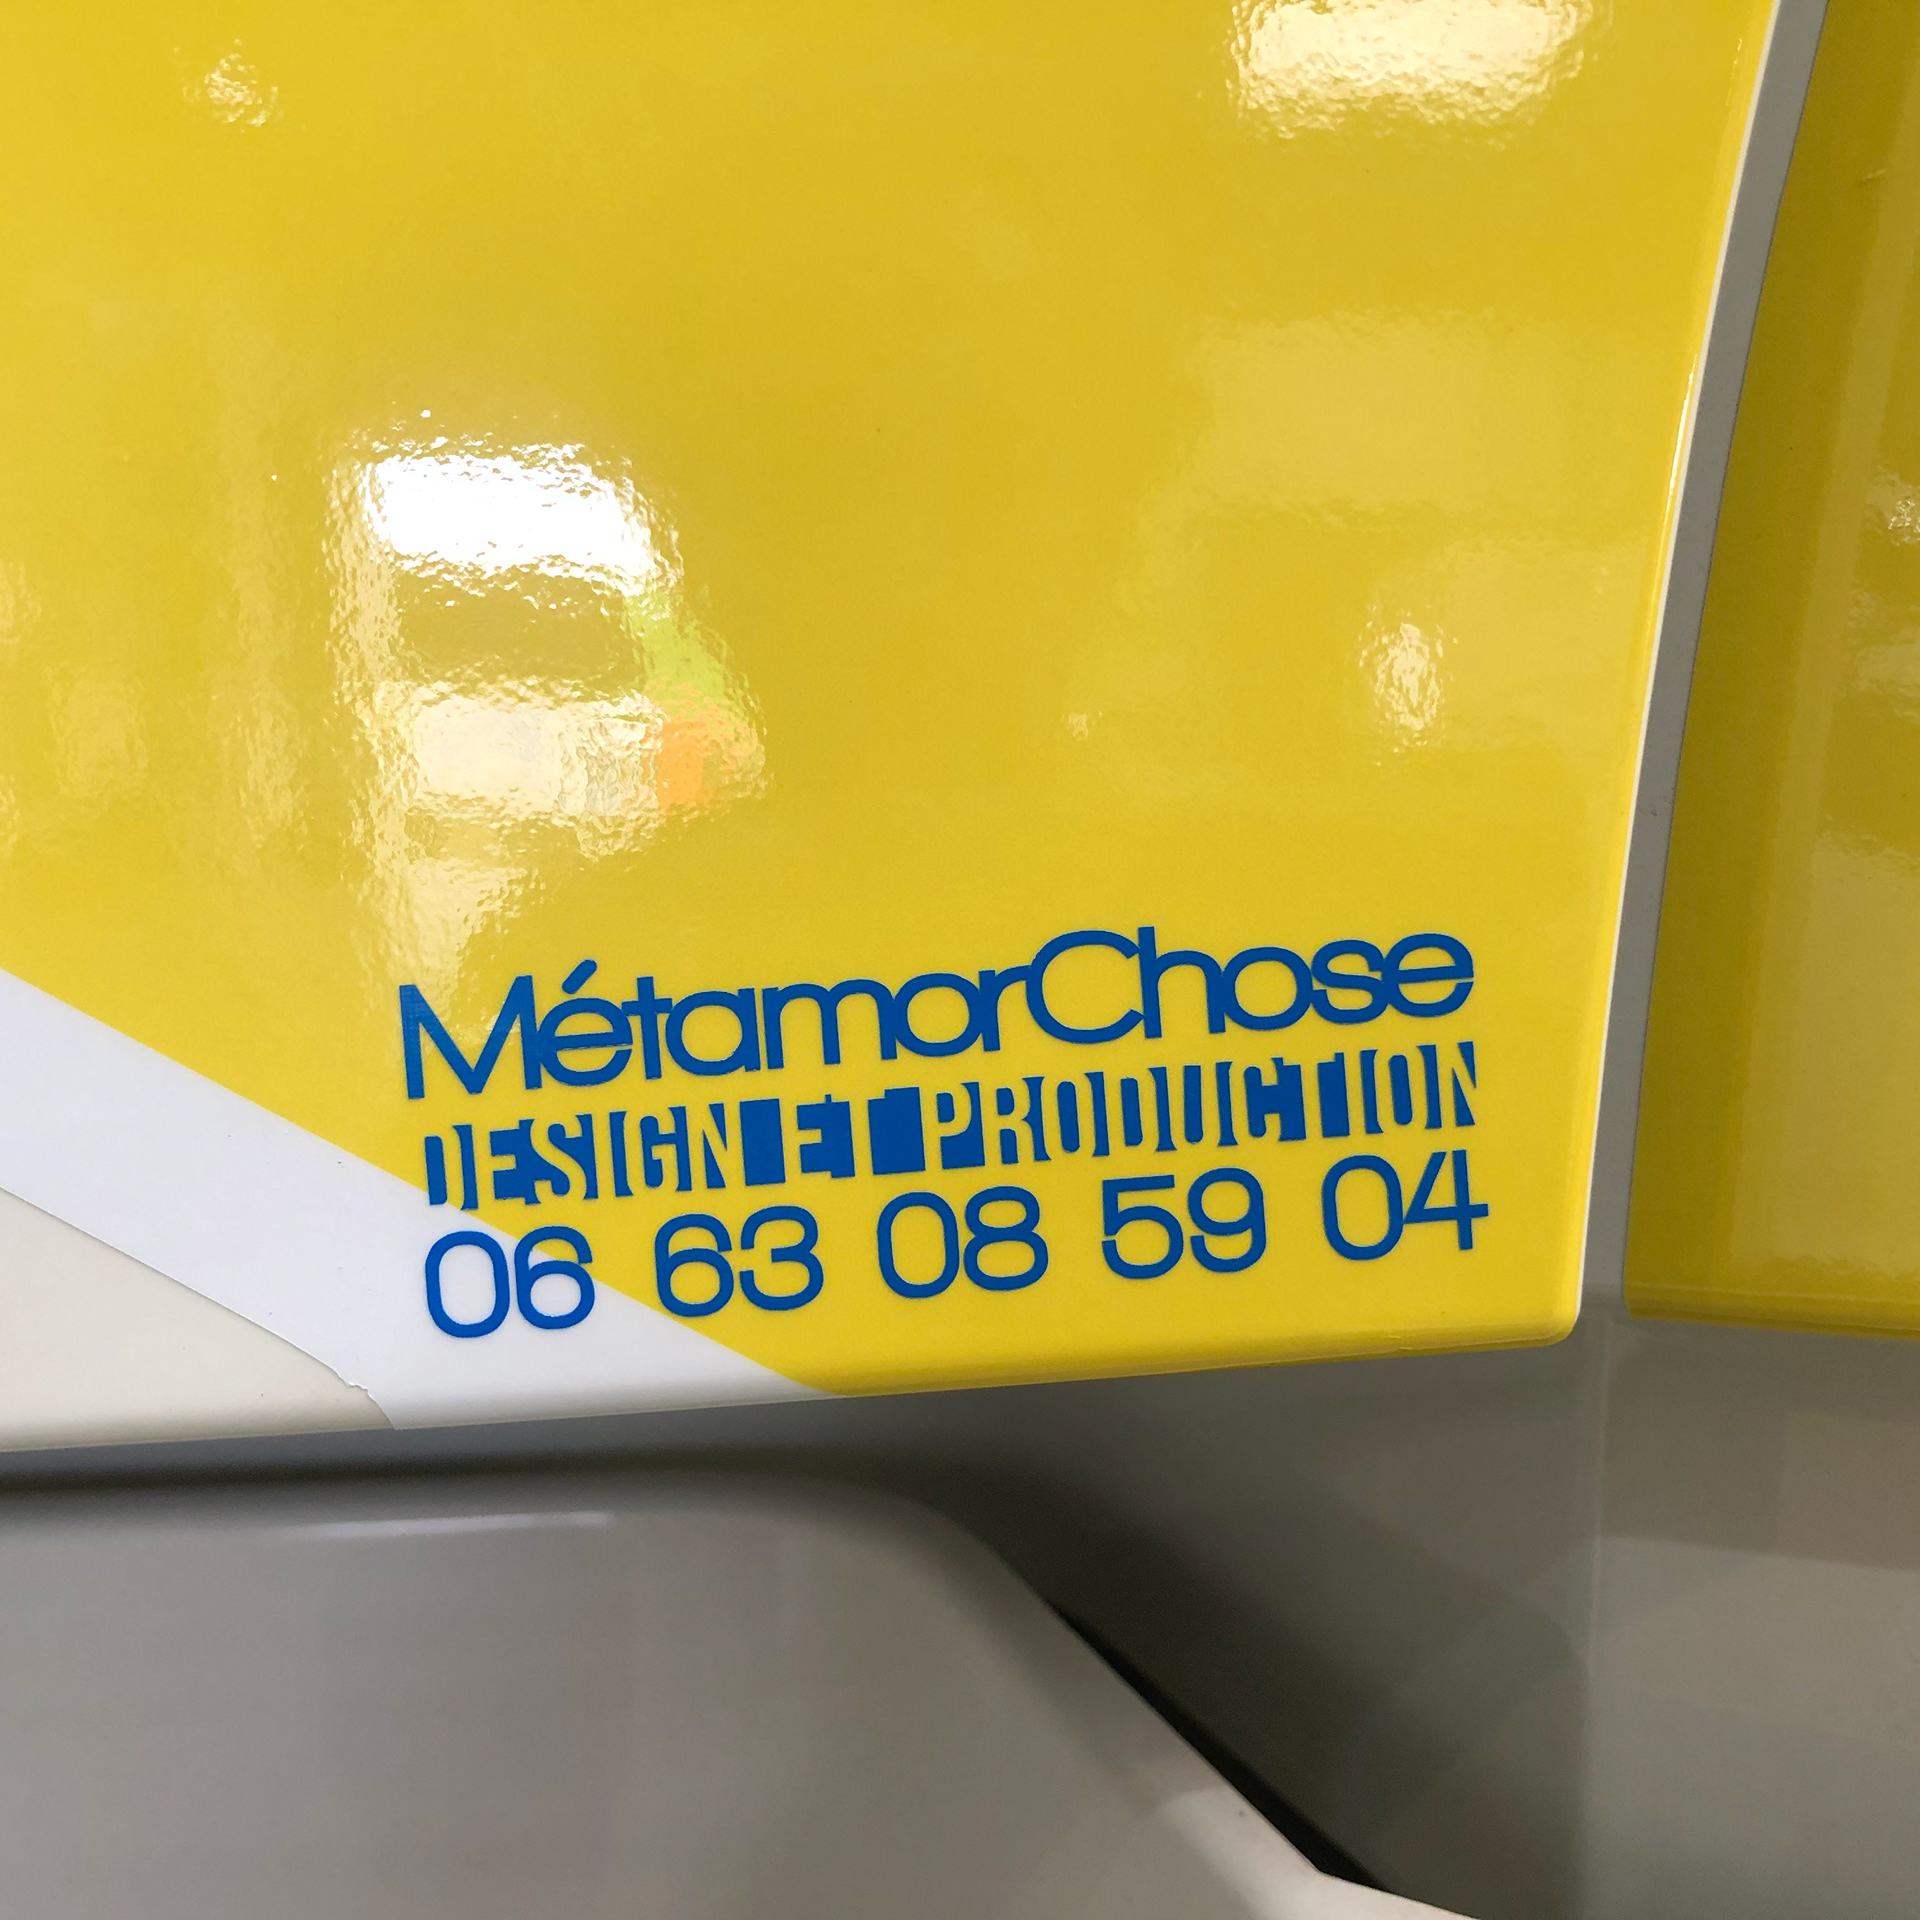 MétamorChose
DESIGN ET PRODUCTION
06 63 08 59 04